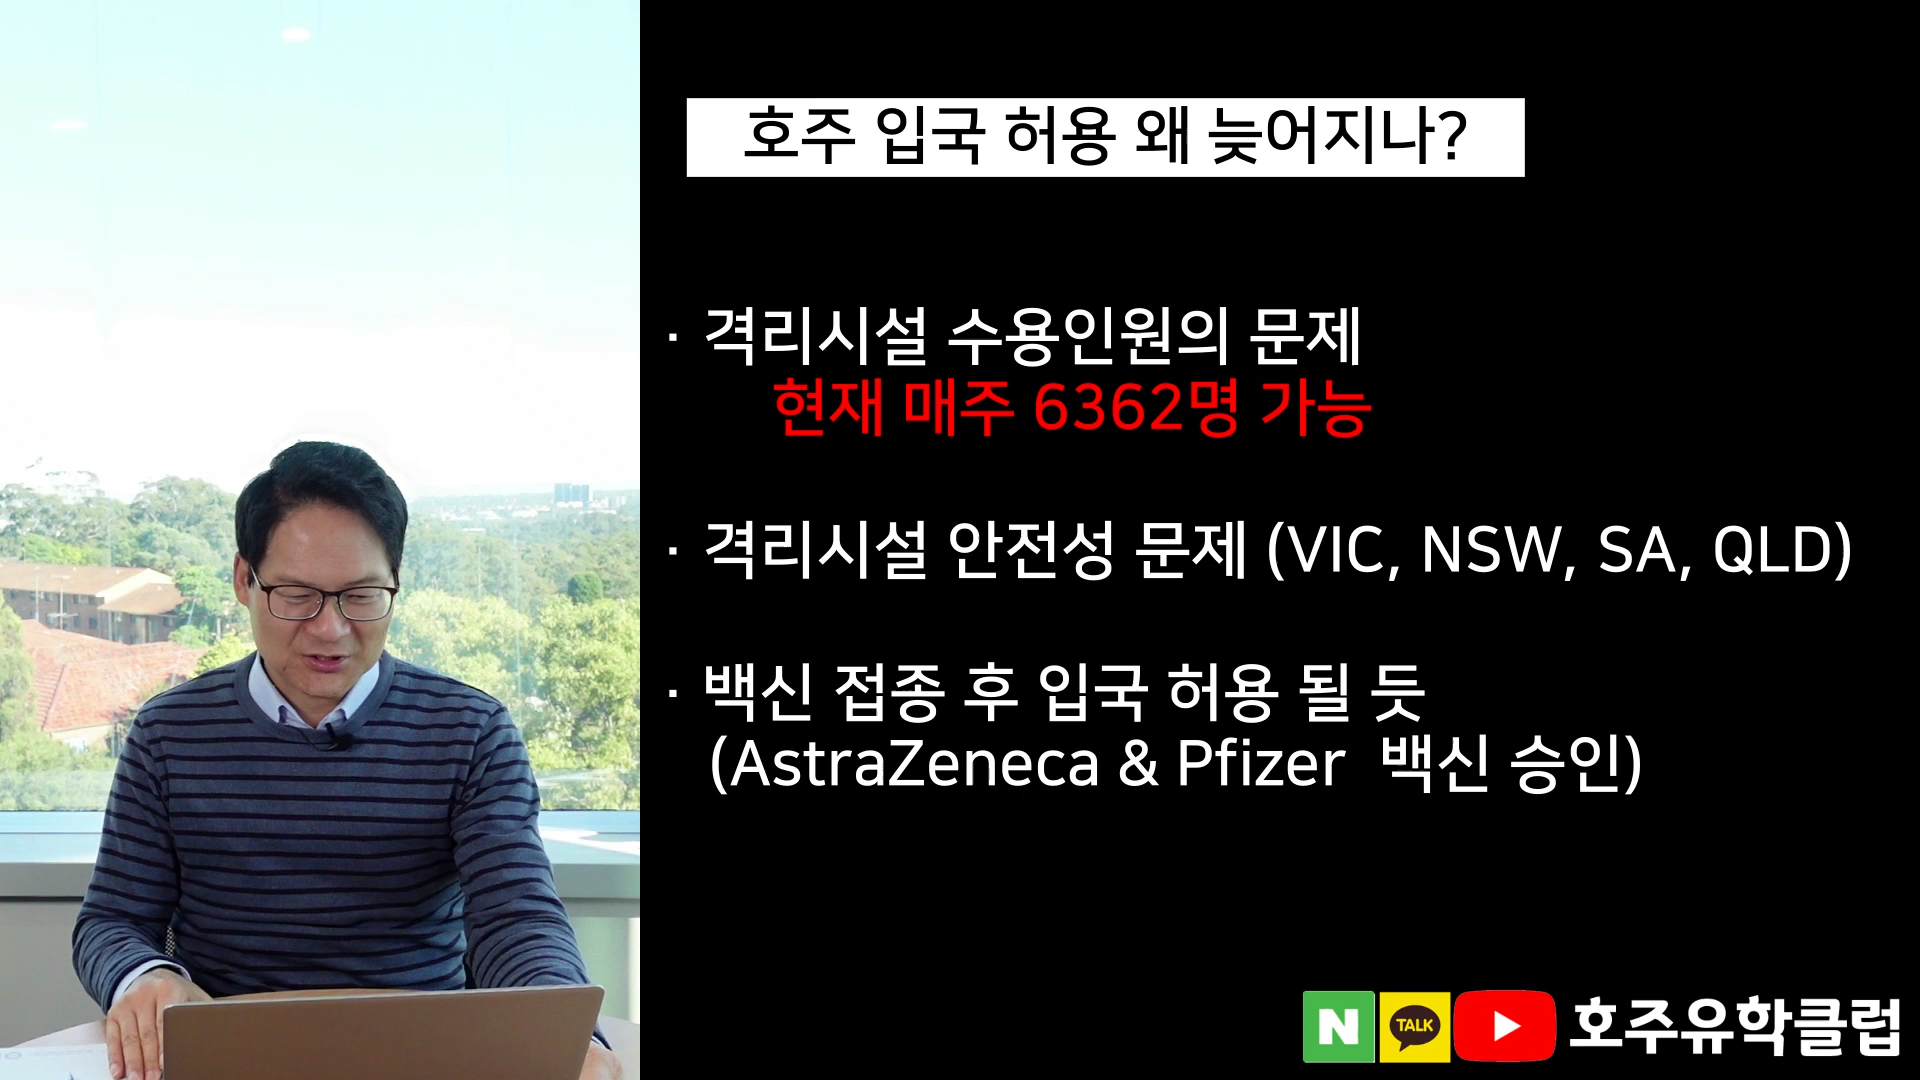 호주 입국 허용 왜 늦어지나?
· 격리시설 수용인원의 문제
현재 매주 6362명 가능
· 격리시설 안전성 문제 (VIC, NSW, SA, QLD)
· 백신 접종 후 입국 허용 될 듯
(AstraZeneca & Pfizer 백신 승인)
N TALK 호주유학클럽